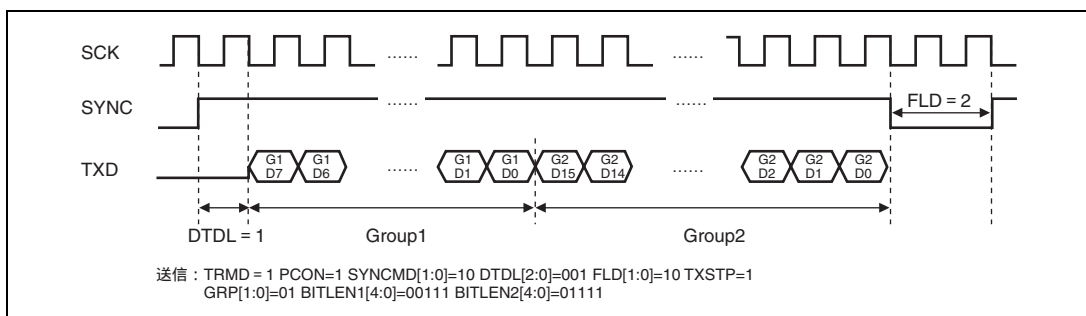 SCK
......
......
SYNC
......
......
FLD = 2
TXD
G1 D7
G1 D6
......
G1 D1
G1 D0
G2 D15
G2 D14
......
G2 D2
G2 D1
G2 D0
DTDL = 1
Group1
Group2
送信：TRMD = 1 PCON=1 SYNCMD[1:0]=10 DTDL[2:0]=001 FLD[1:0]=10 TXSTP=1
GRP[1:0]=01 BITLEN1[4:0]=00111 BITLEN2[4:0]=01111